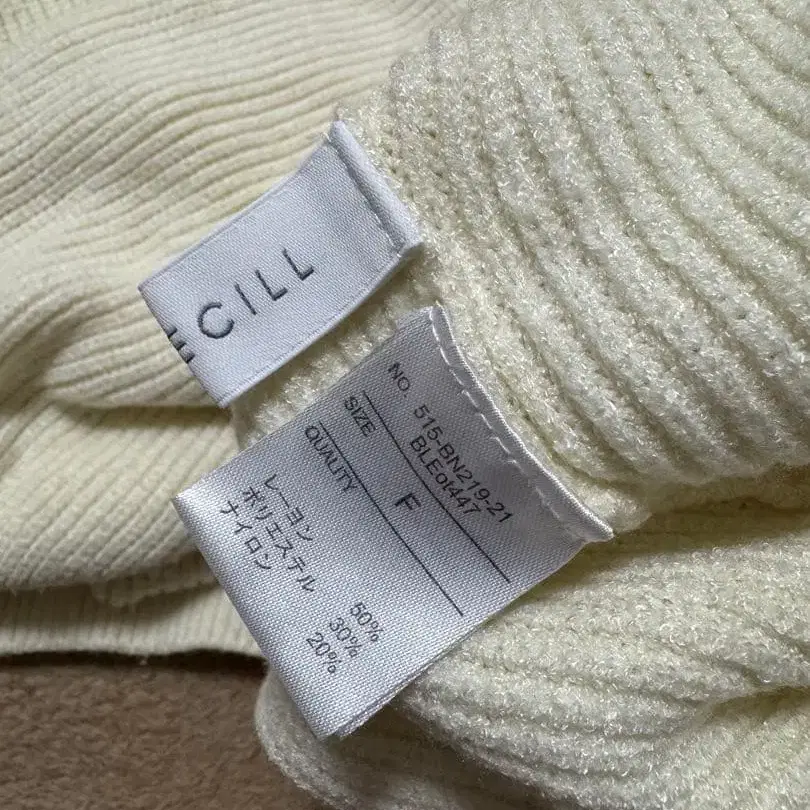 E CILL
NO. 515-BN219-21
BLEot447
SIZE
F
QUALITY
レーヨン 50%
ポリエステル 30%
ナイロン 20%